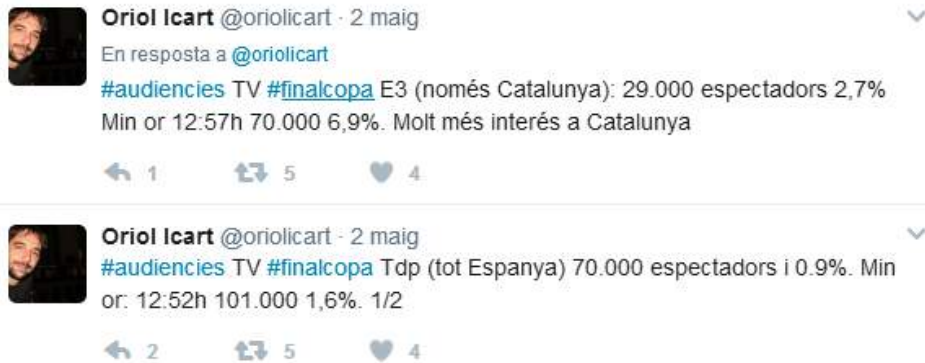 Oriol Icart @oriolicart · 2 maig
En resposta a @oriolicart
#audiencies TV #finalcopa E3 (només Catalunya): 29.000 espectadors 2,7%
Min or 12:57h 70.000 6,9%. Molt més interés a Catalunya
1 5 4
Oriol Icart @oriolicart · 2 maig
#audiencies TV #finalcopa Tdp (tot Espanya) 70.000 espectadors i 0.9%. Min
or: 12:52h 101.000 1,6%. 1/2
2 5 4